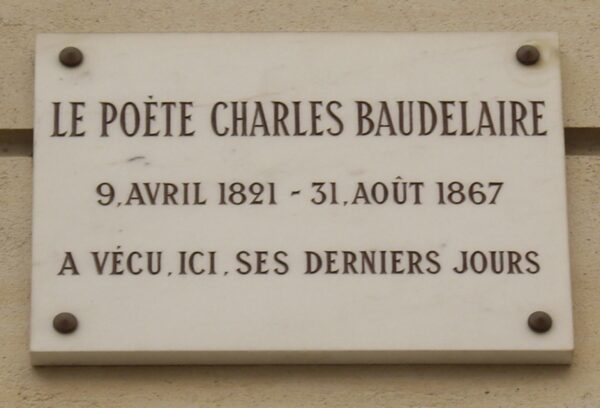 LE POÈTE CHARLES BAUDELAIRE
9.AVRIL 1821 - 31.AOÛT 1867
A VÉCU.ICI.SES DERNIERS JOURS